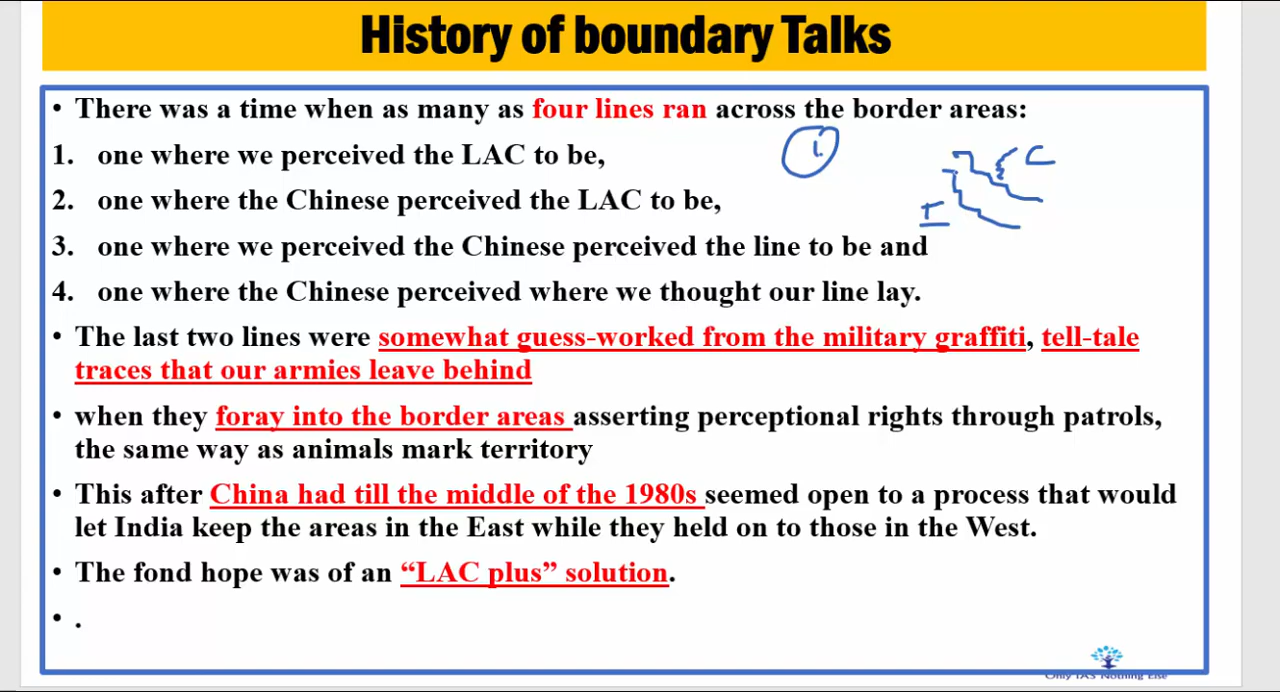 History of boundary Talks
• There was a time when as many as four lines ran across the border areas:
1. one where we perceived the LAC to be,
1.
C
2. one where the Chinese perceived the LAC to be,
I
3. one where we perceived the Chinese perceived the line to be and
4. one where the Chinese perceived where we thought our line lay.
• The last two lines were somewhat guess-worked from the military graffiti, tell-tale
traces that our armies leave behind
• when they foray into the border areas asserting perceptional rights through patrols,
the same way as animals mark territory
• This after China had till the middle of the 1980s seemed open to a process that would
let India keep the areas in the East while they held on to those in the West.
• The fond hope was of an “LAC plus” solution.
• .
Only IAS Nothing Else